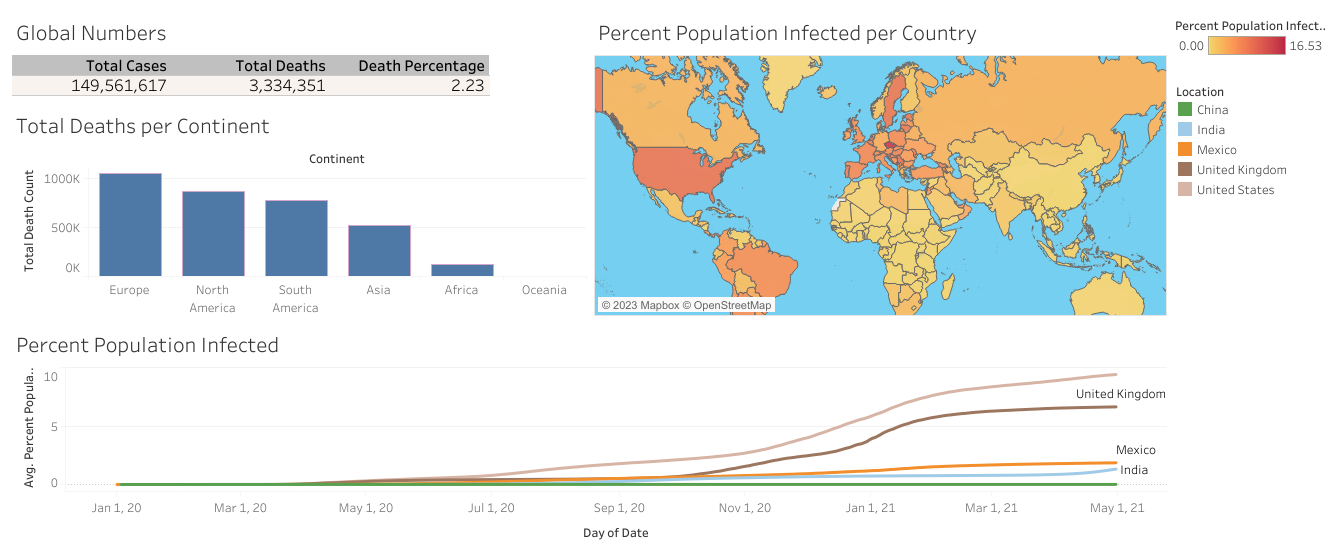 Global Numbers
Total Cases Total Deaths Death Percentage
149,561,617 3,334,351 2.23
Total Deaths per Continent
Continent
Total Death Count
1000K
500K
0K
Europe
North
America
South
America
Asia
Africa
Oceania
Percent Population Infected per Country
© 2023 Mapbox © OpenStreetMap
Percent Population Infect..
0.00 16.53
Location
China
India
Mexico
United Kingdom
United States
Percent Population Infected
Avg. Percent Popula..
10
5
0
United Kingdom
Mexico
India
Jan 1, 20 Mar 1, 20 May 1, 20 Jul 1, 20 Sep 1, 20 Nov 1, 20 Jan 1, 21 Mar 1, 21 May 1, 21
Day of Date